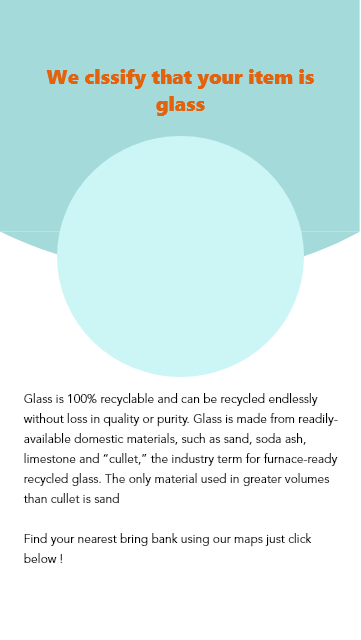 We clssify that your item is
glass
Glass is 100% recyclable and can be recycled endlessly
without loss in quality or purity. Glass is made from readily-
available domestic materials, such as sand, soda ash,
limestone and “cullet,” the industry term for furnace-ready
recycled glass. The only material used in greater volumes
than cullet is sand
Find your nearest bring bank using our maps just click
below !